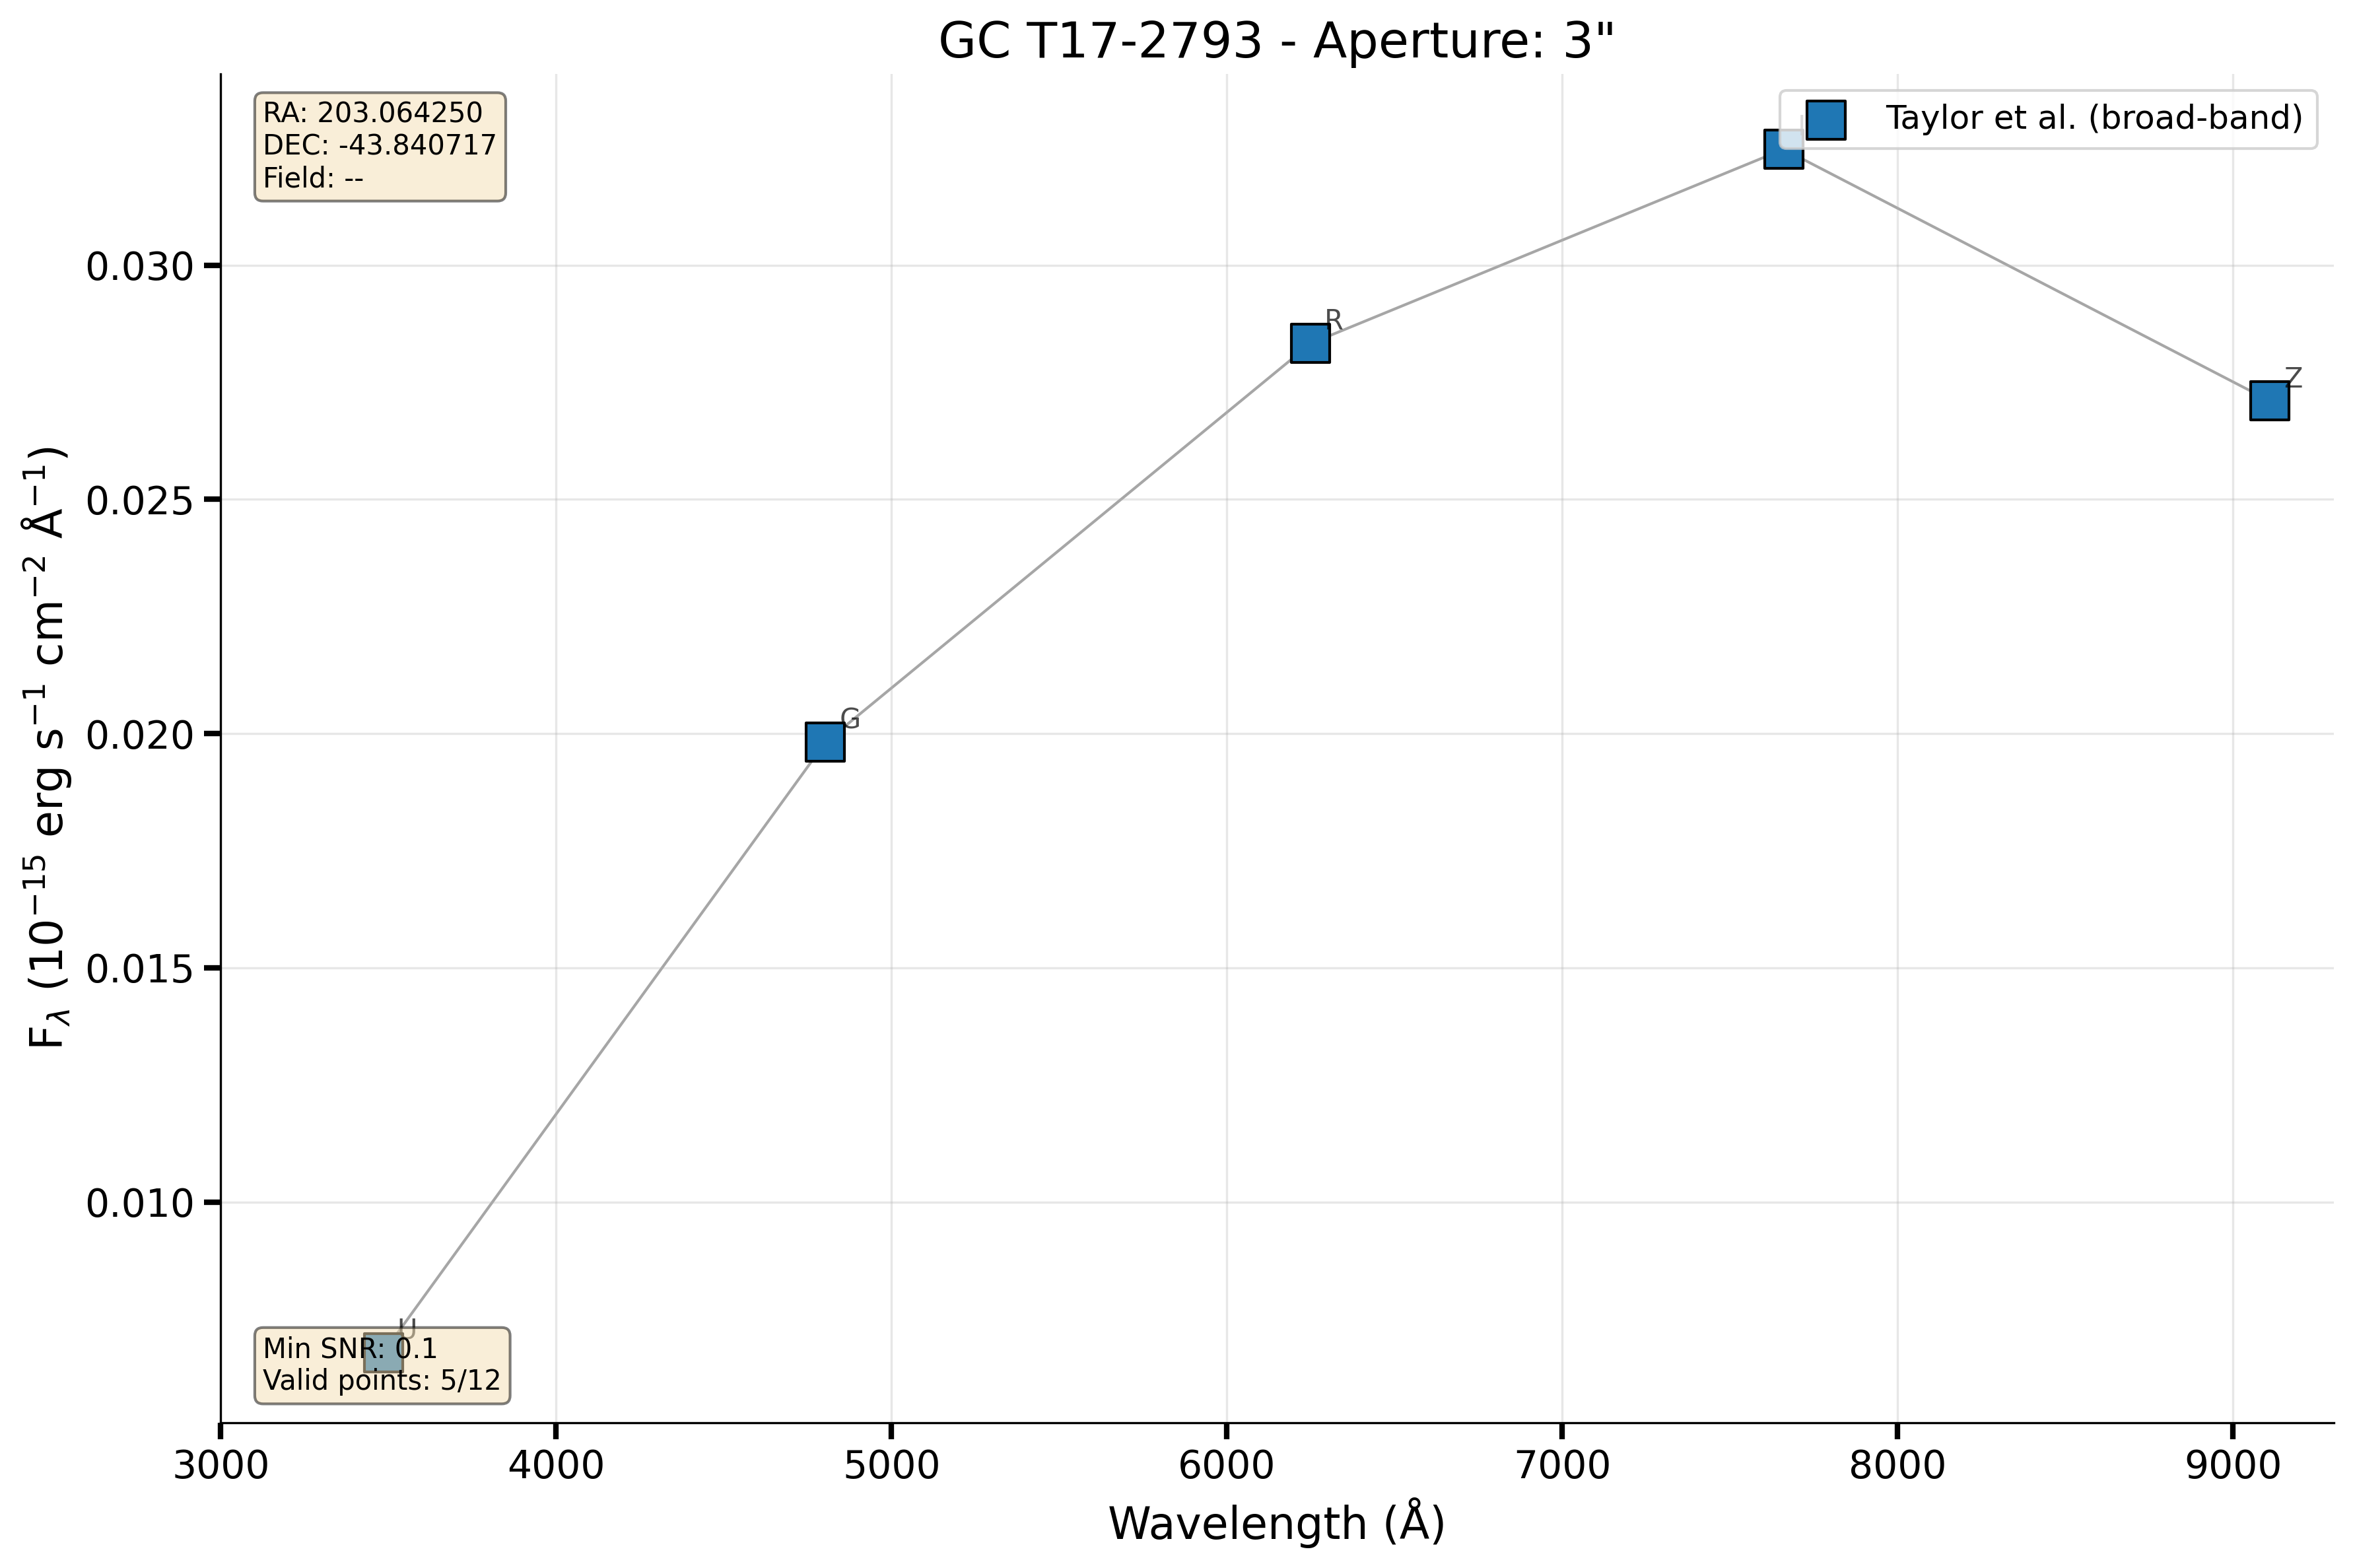 GC T17-2793 - Aperture: 3"
RA: 203.064250
DEC: -43.840717
Field: --
Taylor et al. (broad-band)
0.030
0.025
0.020
0.015
0.010
F_λ (10⁻¹⁵ erg s⁻¹ cm⁻² Å⁻¹)
R
Z
G
U
Min SNR: 0.1
Valid points: 5/12
3000 4000 5000 6000 7000 8000 9000
Wavelength (Å)